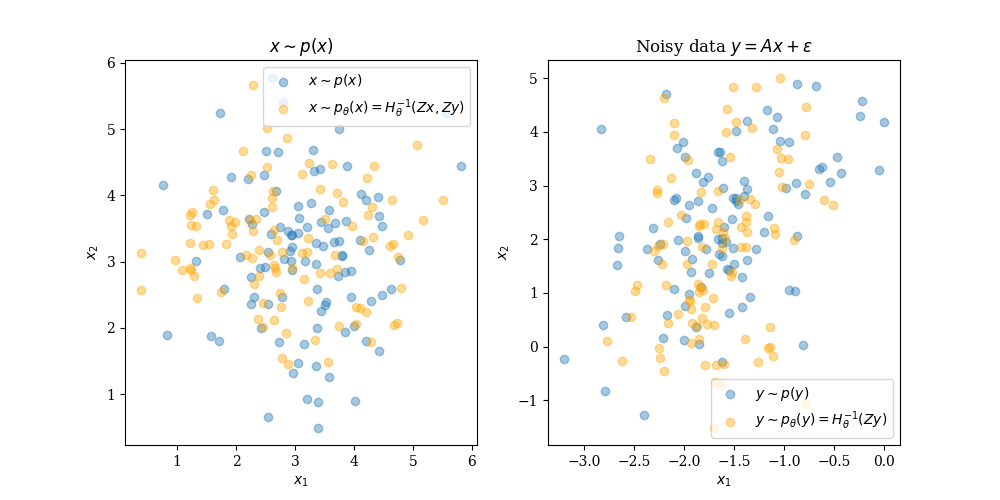 x ~ p(x)
x ~ p(x)
x ~ p_θ(x) = H_θ^{-1}(Zx, Zy)
6
5
4
3
2
1
x_2
1 2 3 4 5 6
x_1
Noisy data y = Ax + ε
y ~ p(y)
y ~ p_θ(y) = H_θ^{-1}(Zy)
5
4
3
2
1
0
−1
x_2
−3.0 −2.5 −2.0 −1.5 −1.0 −0.5 0.0
x_1